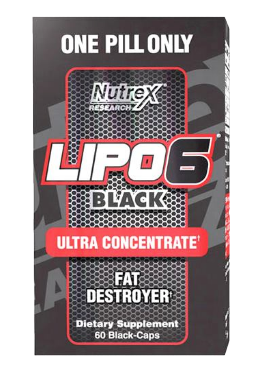 ONE PILL ONLY
Nutrex
RESEARCH
LIPO6
BLACK
ULTRA CONCENTRATE†
FAT
DESTROYER†
Dietary Supplement
60 Black-Caps